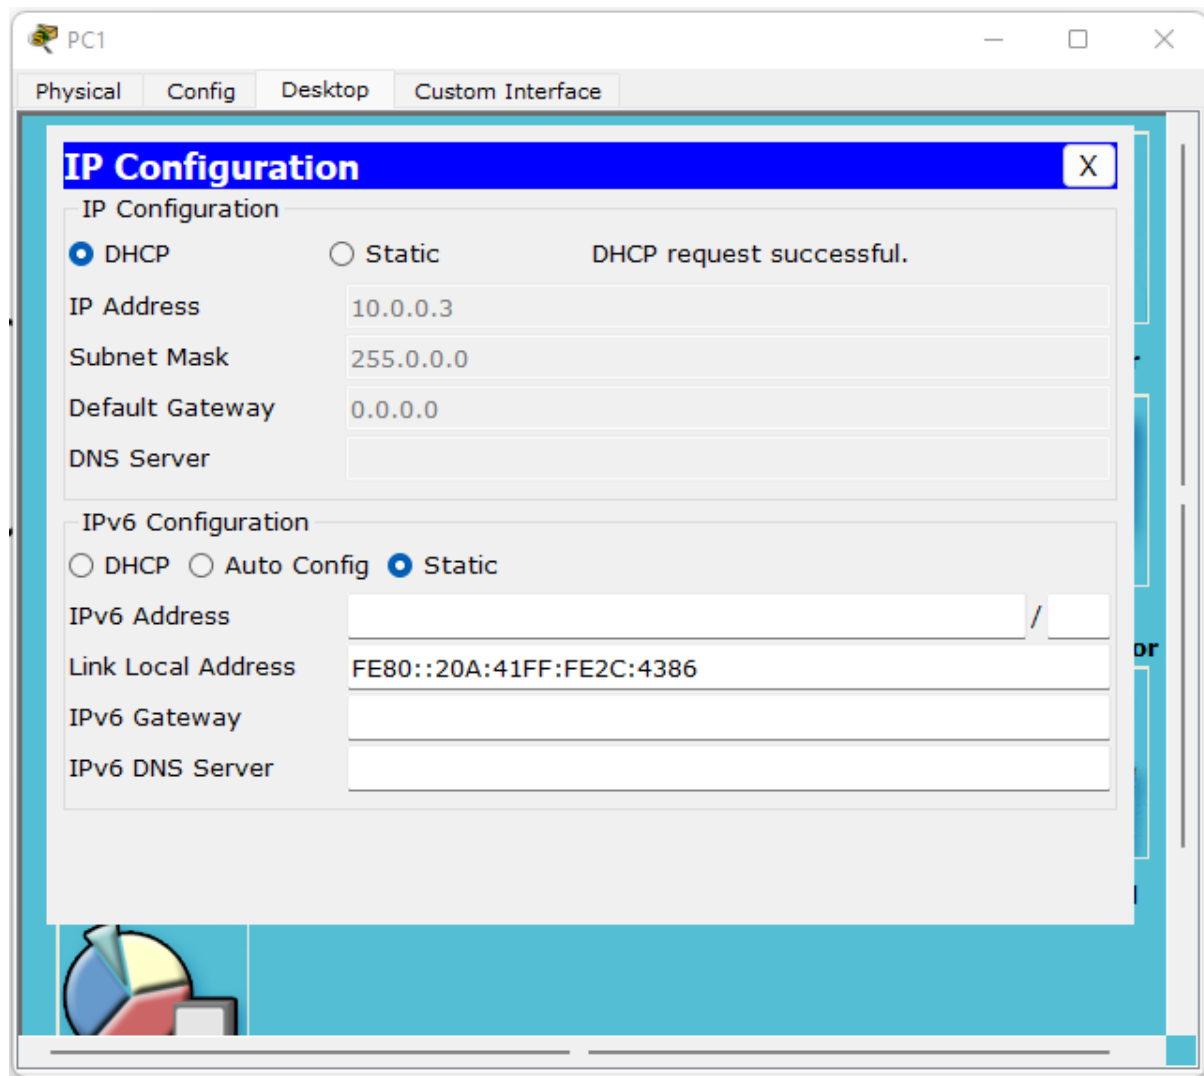 PC1
Physical Config Desktop Custom Interface
IP Configuration X
IP Configuration
DHCP Static DHCP request successful.
IP Address 10.0.0.3
Subnet Mask 255.0.0.0
Default Gateway 0.0.0.0
DNS Server
IPv6 Configuration
DHCP Auto Config Static
IPv6 Address /
Link Local Address FE80::20A:41FF:FE2C:4386
IPv6 Gateway
IPv6 DNS Server